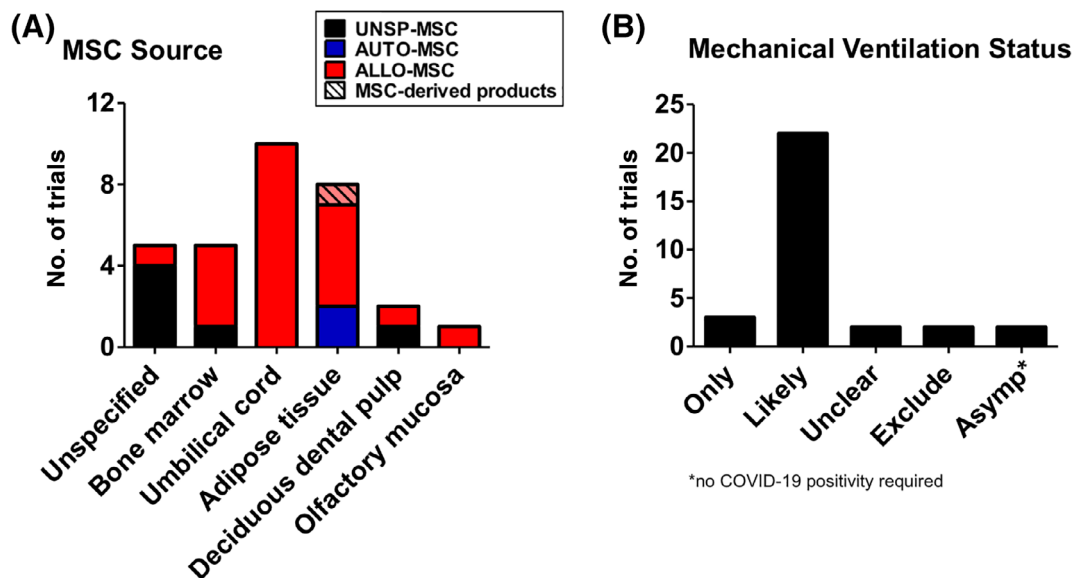 (A)
MSC Source
UNSP-MSC
AUTO-MSC
ALLO-MSC
MSC-derived products
No. of trials
12
8
4
0
Unspecified
Bone marrow
Umbilical cord
Adipose tissue
Deciduous dental pulp
Olfactory mucosa
(B)
Mechanical Ventilation Status
No. of trials
25
20
15
10
5
0
Only
Likely
Unclear
Exclude
Asymp*
*no COVID-19 positivity required